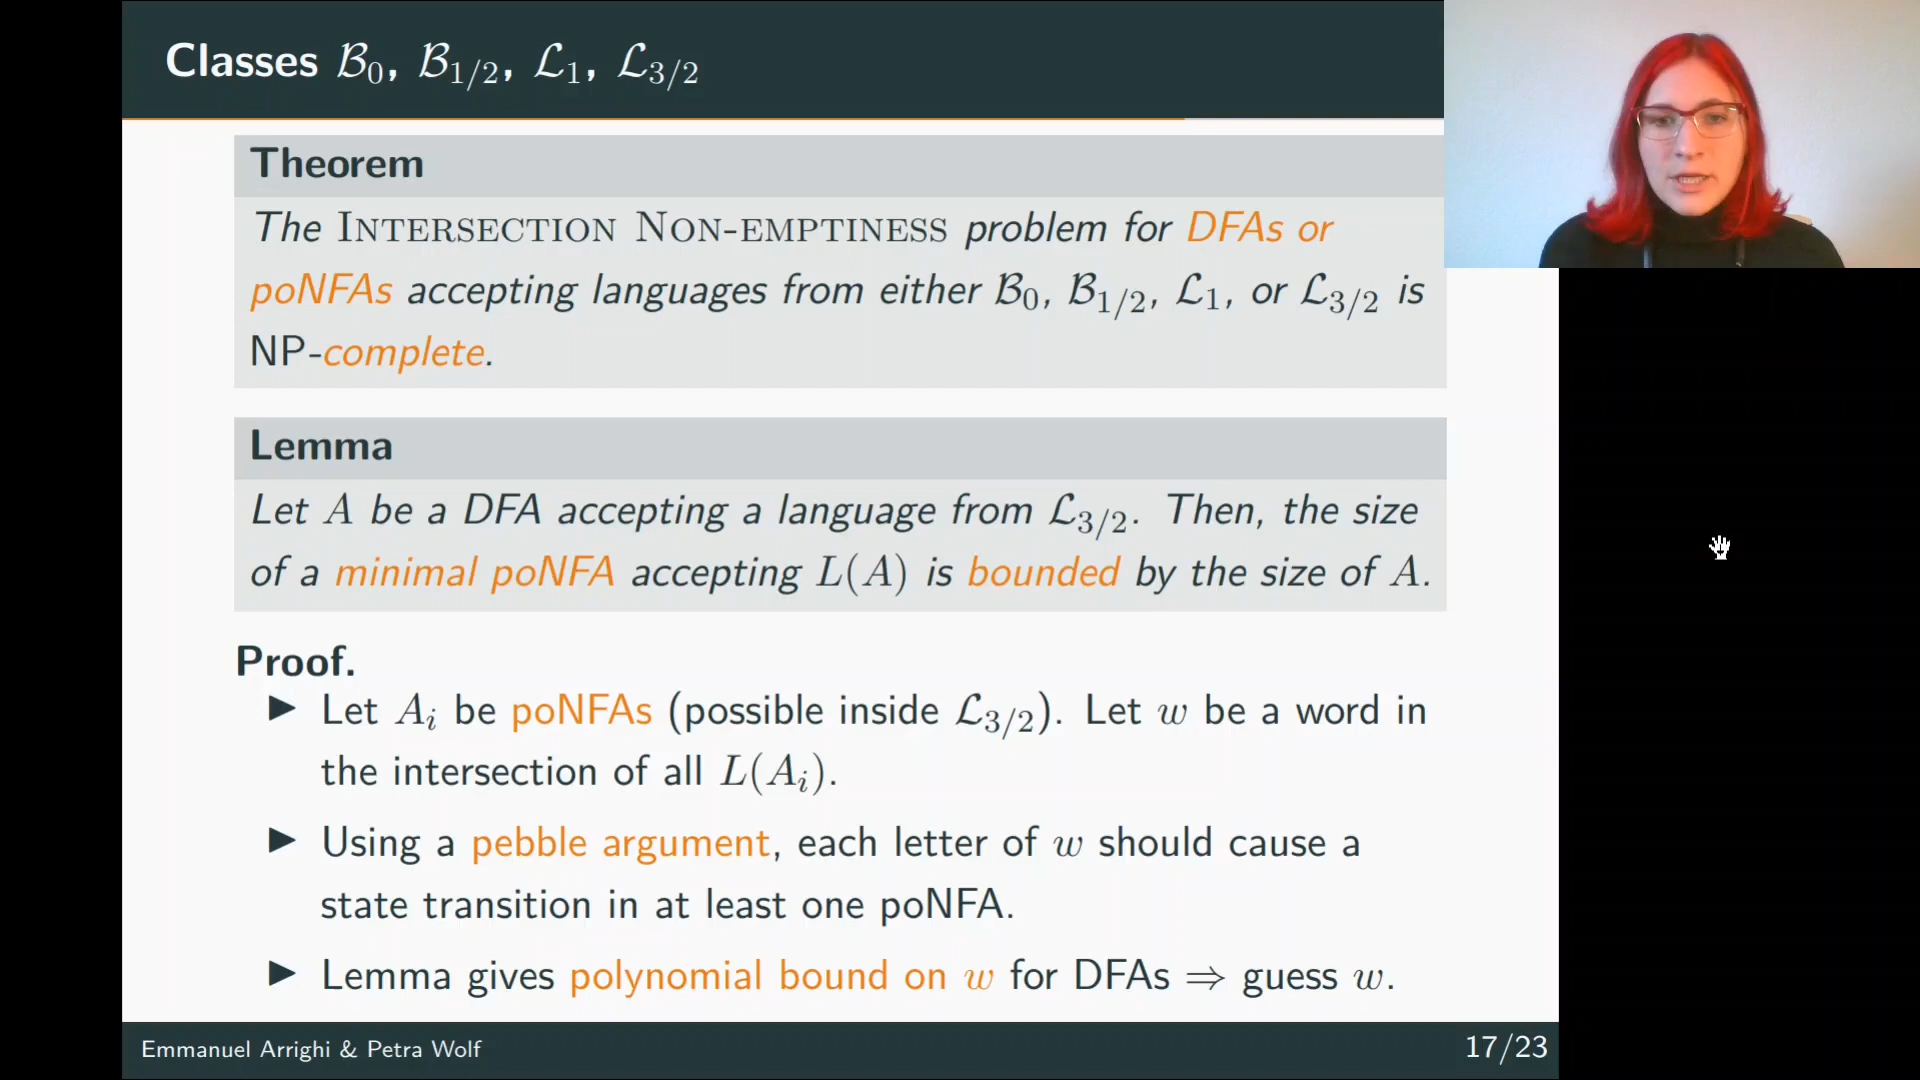 Classes B₀, B₁/₂, L₁, L₃/₂
Theorem
The Intersection Non-emptiness problem for DFAs or
poNFAs accepting languages from either B₀, B₁/₂, L₁, or L₃/₂ is
NP-complete.
Lemma
Let A be a DFA accepting a language from L₃/₂. Then, the size
of a minimal poNFA accepting L(A) is bounded by the size of A.
Proof.
▶ Let Aᵢ be poNFAs (possible inside L₃/₂). Let w be a word in
the intersection of all L(Aᵢ).
▶ Using a pebble argument, each letter of w should cause a
state transition in at least one poNFA.
▶ Lemma gives polynomial bound on w for DFAs ⇒ guess w.
Emmanuel Arrighi & Petra Wolf
17/23